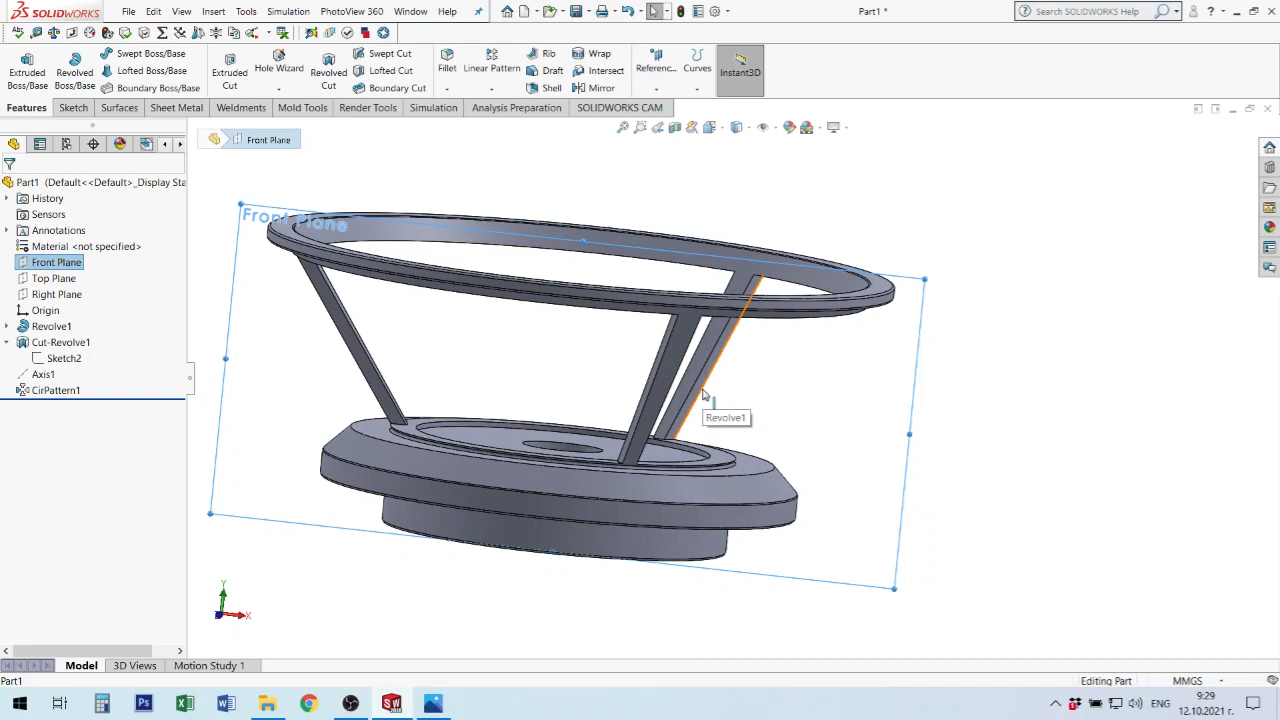 SOLIDWORKS File Edit View Insert Tools Simulation PhotoView 360 Window Help Part1 * Search SOLIDWORKS Help
Extruded Boss/Base
Revolved Boss/Base
Swept Boss/Base
Lofted Boss/Base
Boundary Boss/Base
Extruded Cut
Hole Wizard
Revolved Cut
Swept Cut
Lofted Cut
Boundary Cut
Fillet
Linear Pattern
Rib
Draft
Shell
Wrap
Intersect
Mirror
Referenc...
Curves
Instant3D
Features Sketch Surfaces Sheet Metal Weldments Mold Tools Render Tools Simulation Analysis Preparation SOLIDWORKS CAM
Front Plane
Part1 (Default<<Default>_Display Sta
History
Sensors
Annotations
Material <not specified>
Front Plane
Top Plane
Right Plane
Origin
Revolve1
Cut-Revolve1
Sketch2
Axis1
CirPattern1
Front Plane
Revolve1
Y
X
Model 3D Views Motion Study 1
Part1 Editing Part MMGS
ЕНГ
9:29
12.10.2021 г.